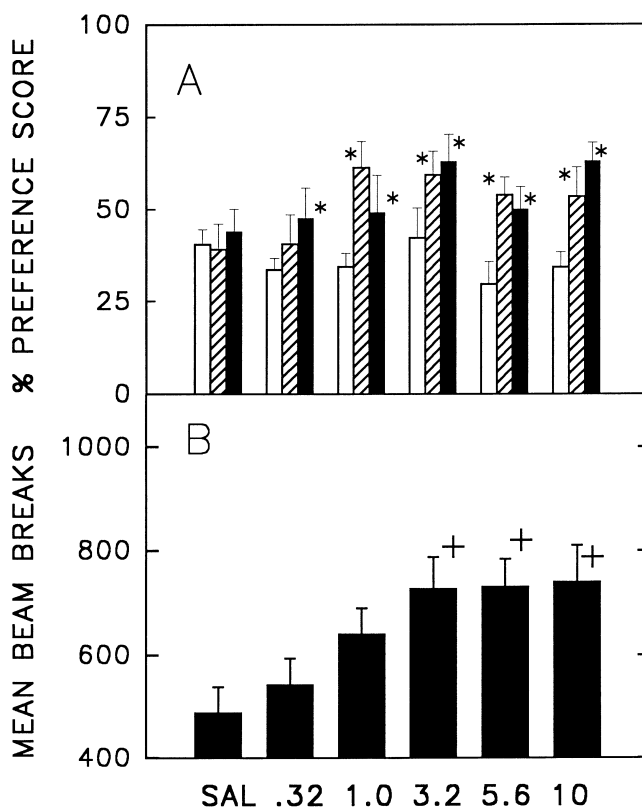 % PREFERENCE SCORE
100
75
50
25
0
A
* * * * * * * * *
MEAN BEAM BREAKS
1000
800
600
400
B
+ + +
SAL .32 1.0 3.2 5.6 10